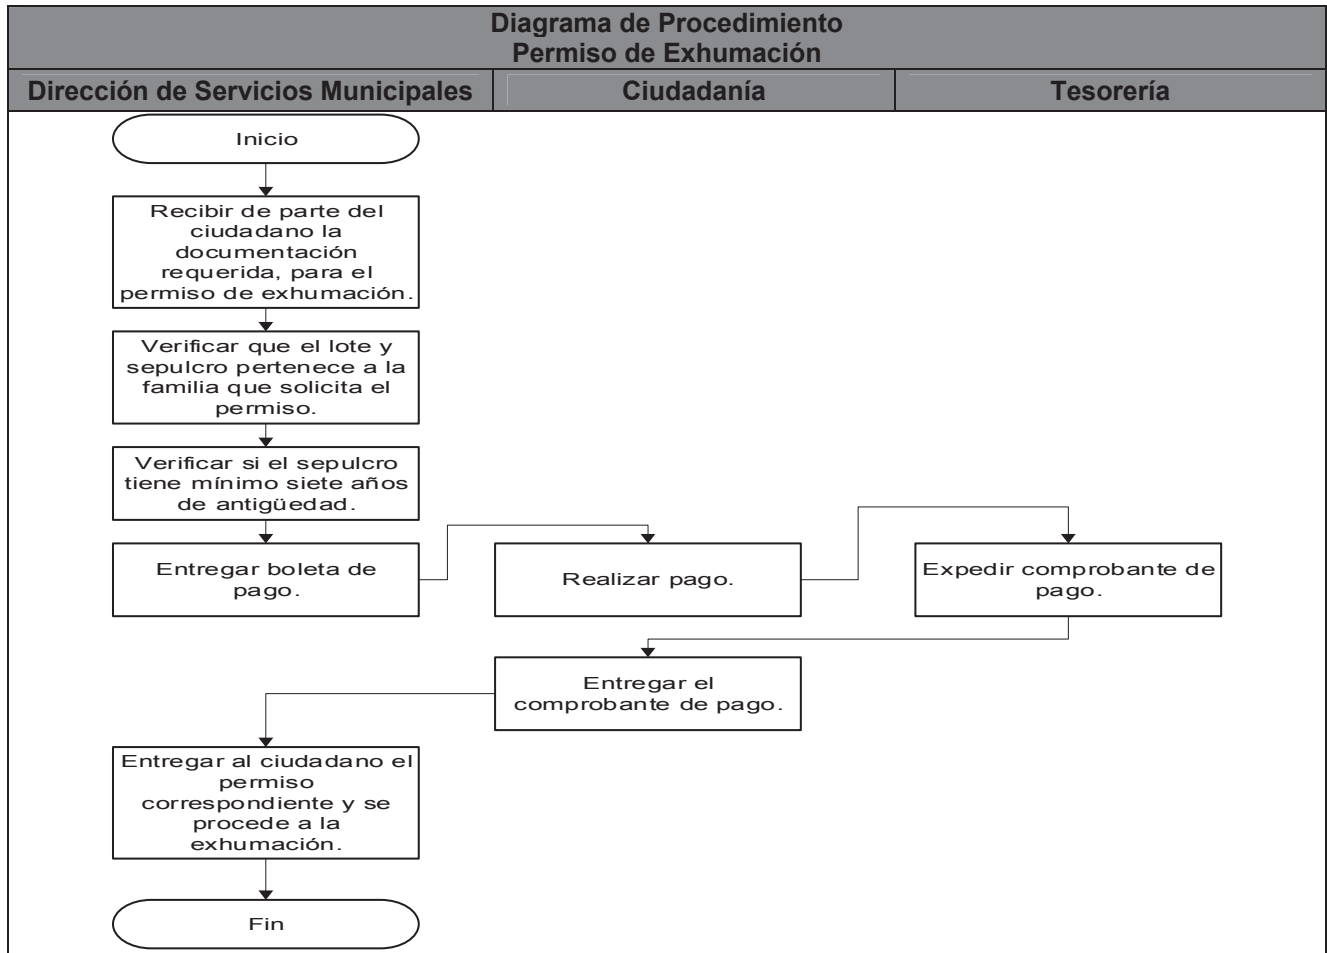 Diagrama de Procedimiento
Permiso de Exhumación
Dirección de Servicios Municipales
Ciudadanía
Tesorería
Inicio
Recibir de parte del
ciudadano la
documentación
requerida, para el
permiso de exhumación.
Verificar que el lote y
sepulcro pertenece a la
familia que solicita el
permiso.
Verificar si el sepulcro
tiene mínimo siete años
de antigüedad.
Entregar boleta de
pago.
Realizar pago.
Expedir comprobante de
pago.
Entregar el
comprobante de pago.
Entregar al ciudadano el
permiso
correspondiente y se
procede a la
exhumación.
Fin